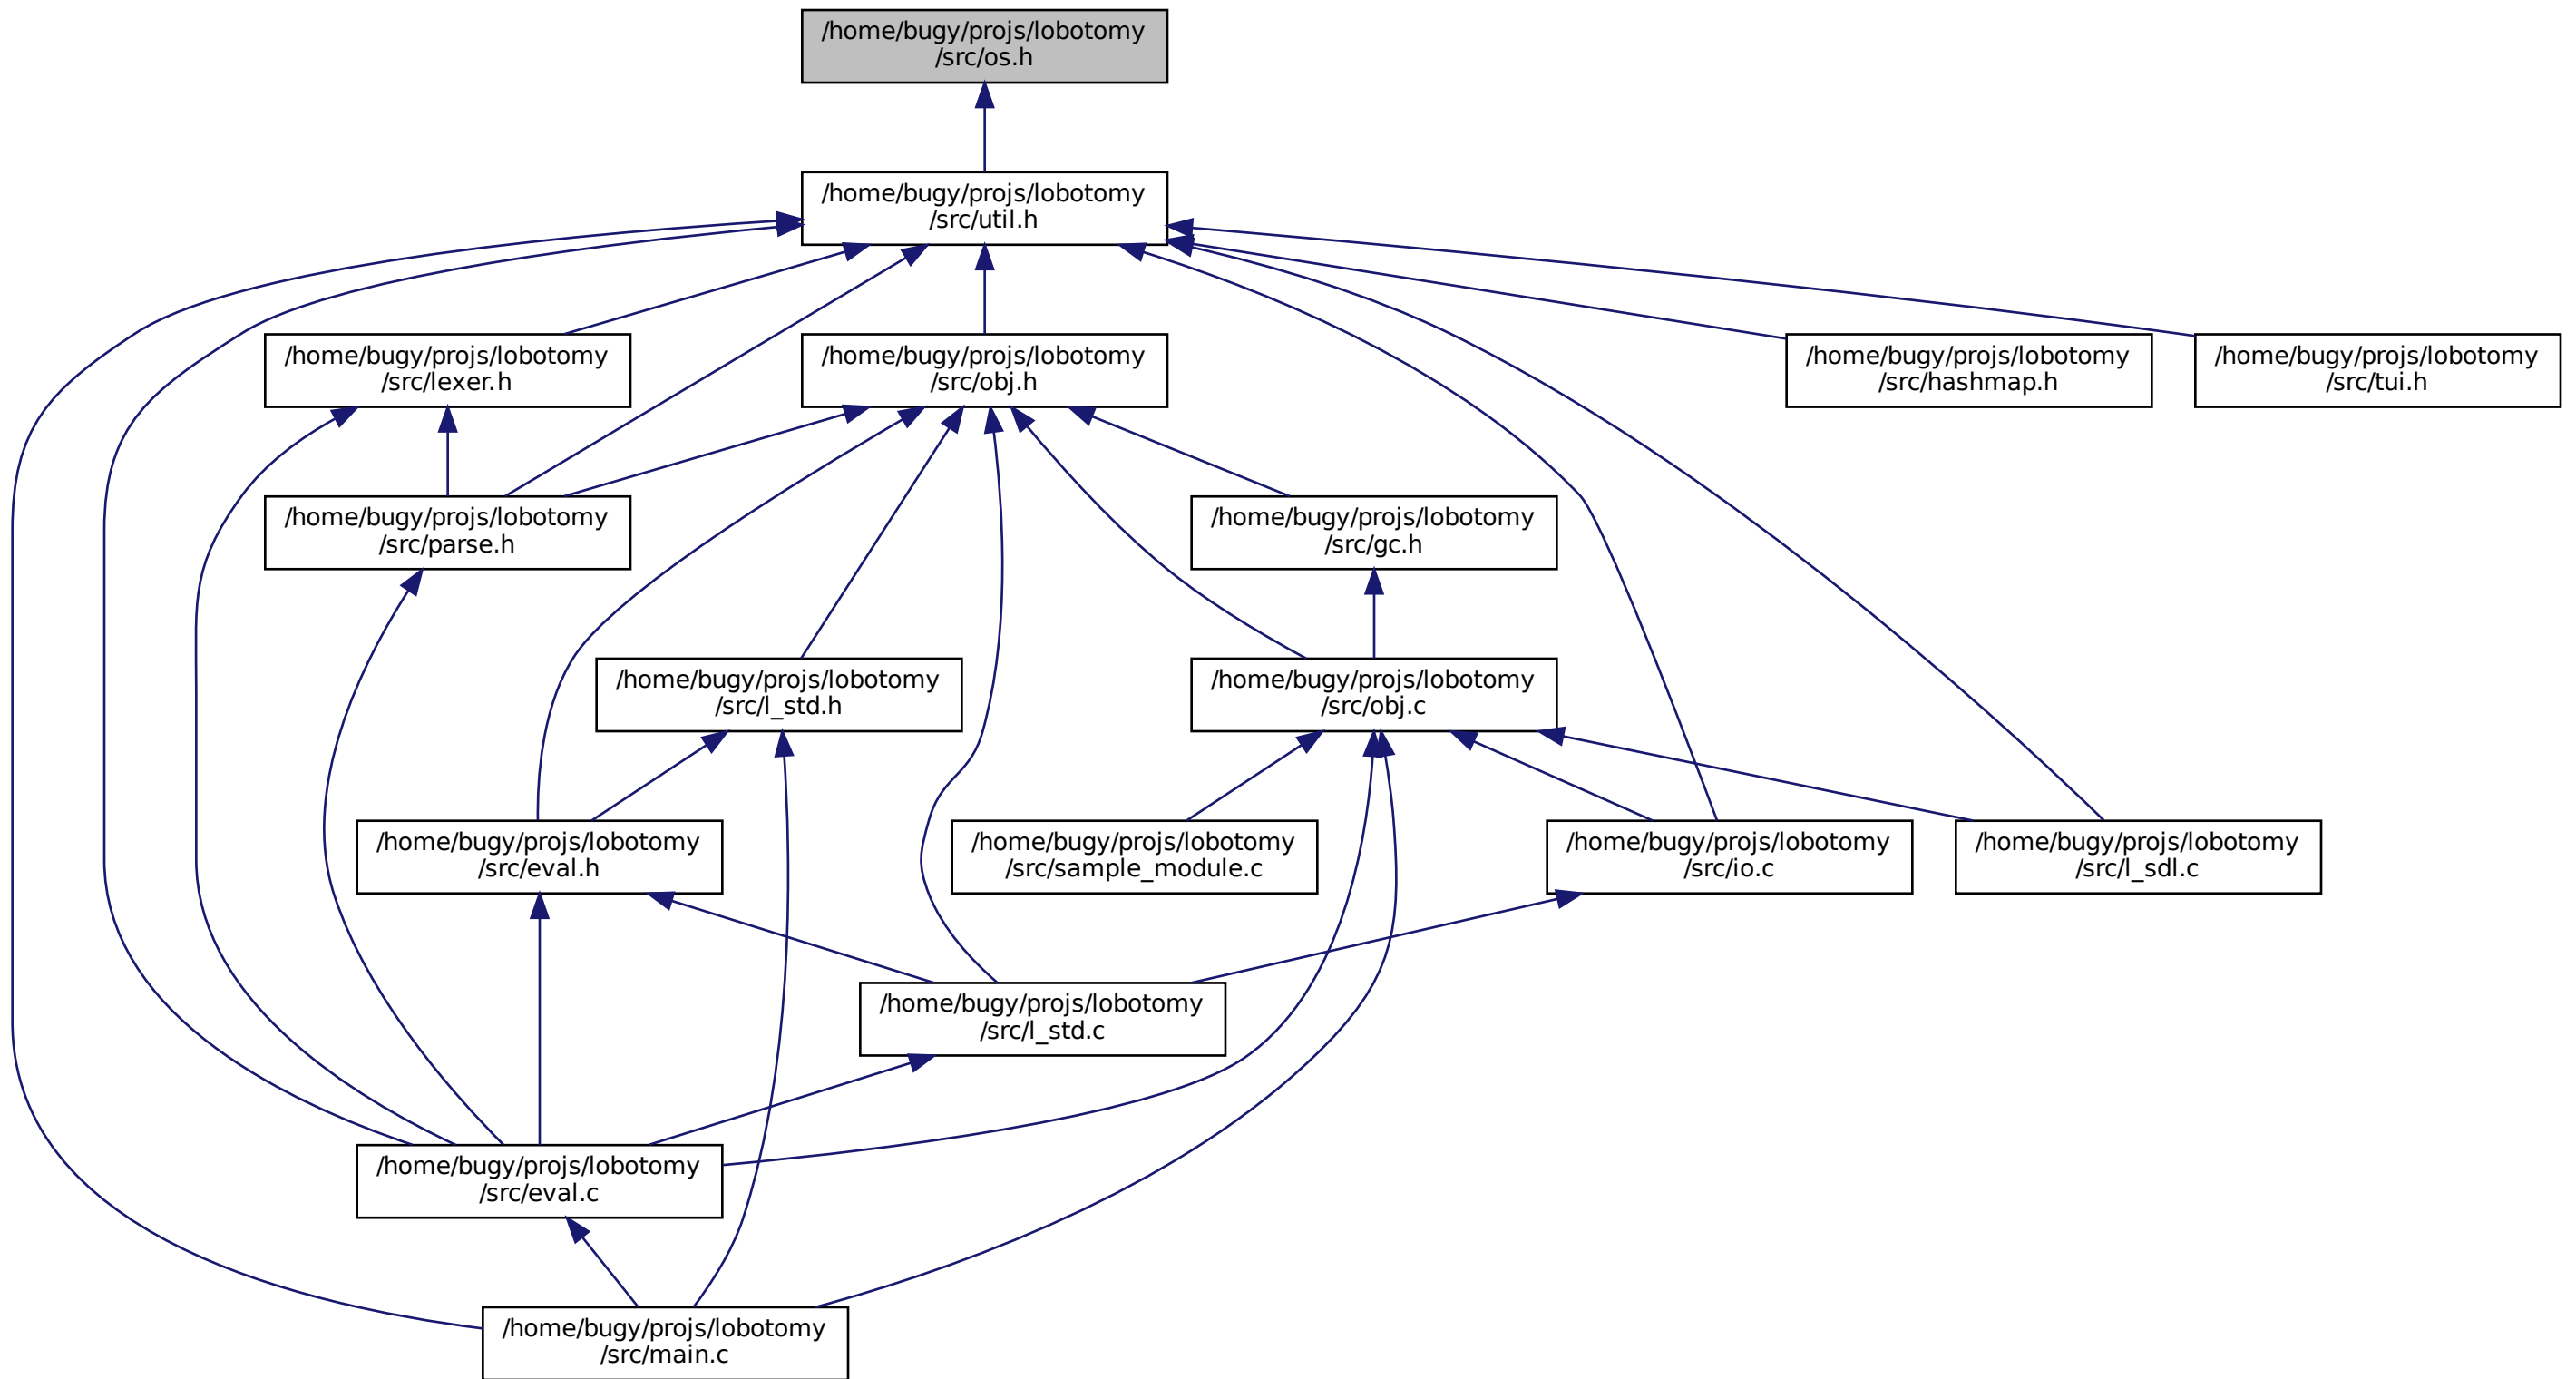 /home/bugy/projs/lobotomy
/src/os.h
/home/bugy/projs/lobotomy
/src/util.h
/home/bugy/projs/lobotomy
/src/lexer.h
/home/bugy/projs/lobotomy
/src/obj.h
/home/bugy/projs/lobotomy
/src/hashmap.h
/home/bugy/projs/lobotomy
/src/tui.h
/home/bugy/projs/lobotomy
/src/parse.h
/home/bugy/projs/lobotomy
/src/gc.h
/home/bugy/projs/lobotomy
/src/l_std.h
/home/bugy/projs/lobotomy
/src/obj.c
/home/bugy/projs/lobotomy
/src/eval.h
/home/bugy/projs/lobotomy
/src/sample_module.c
/home/bugy/projs/lobotomy
/src/io.c
/home/bugy/projs/lobotomy
/src/l_sdl.c
/home/bugy/projs/lobotomy
/src/l_std.c
/home/bugy/projs/lobotomy
/src/eval.c
/home/bugy/projs/lobotomy
/src/main.c